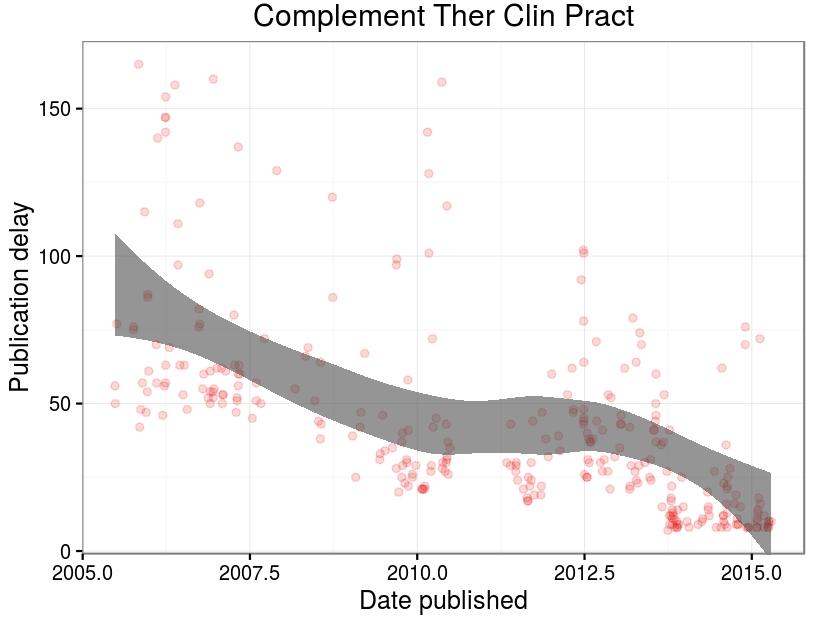 Complement Ther Clin Pract
150
100
50
0
Publication delay
2005.0 2007.5 2010.0 2012.5 2015.0
Date published